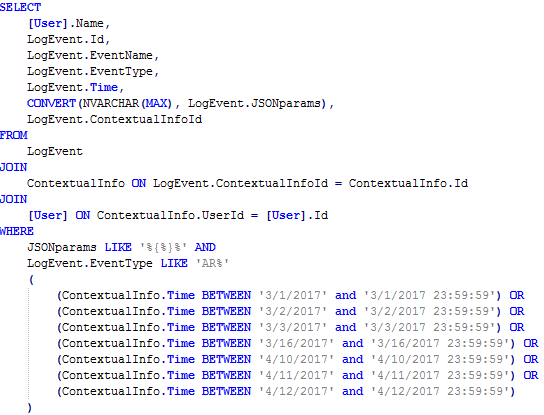 SELECT
[User].Name,
LogEvent.Id,
LogEvent.EventName,
LogEvent.EventType,
LogEvent.Time,
CONVERT(NVARCHAR(MAX), LogEvent.JSONparams),
LogEvent.ContextualInfoId
FROM
LogEvent
JOIN
ContextualInfo ON LogEvent.ContextualInfoId = ContextualInfo.Id
JOIN
[User] ON ContextualInfo.UserId = [User].Id
WHERE
JSONparams LIKE '%{%}%' AND
LogEvent.EventType LIKE 'AR%'
(
(ContextualInfo.Time BETWEEN '3/1/2017' and '3/1/2017 23:59:59') OR
(ContextualInfo.Time BETWEEN '3/2/2017' and '3/2/2017 23:59:59') OR
(ContextualInfo.Time BETWEEN '3/3/2017' and '3/3/2017 23:59:59') OR
(ContextualInfo.Time BETWEEN '3/16/2017' and '3/16/2017 23:59:59') OR
(ContextualInfo.Time BETWEEN '4/10/2017' and '4/10/2017 23:59:59') OR
(ContextualInfo.Time BETWEEN '4/11/2017' and '4/11/2017 23:59:59') OR
(ContextualInfo.Time BETWEEN '4/12/2017' and '4/12/2017 23:59:59')
)